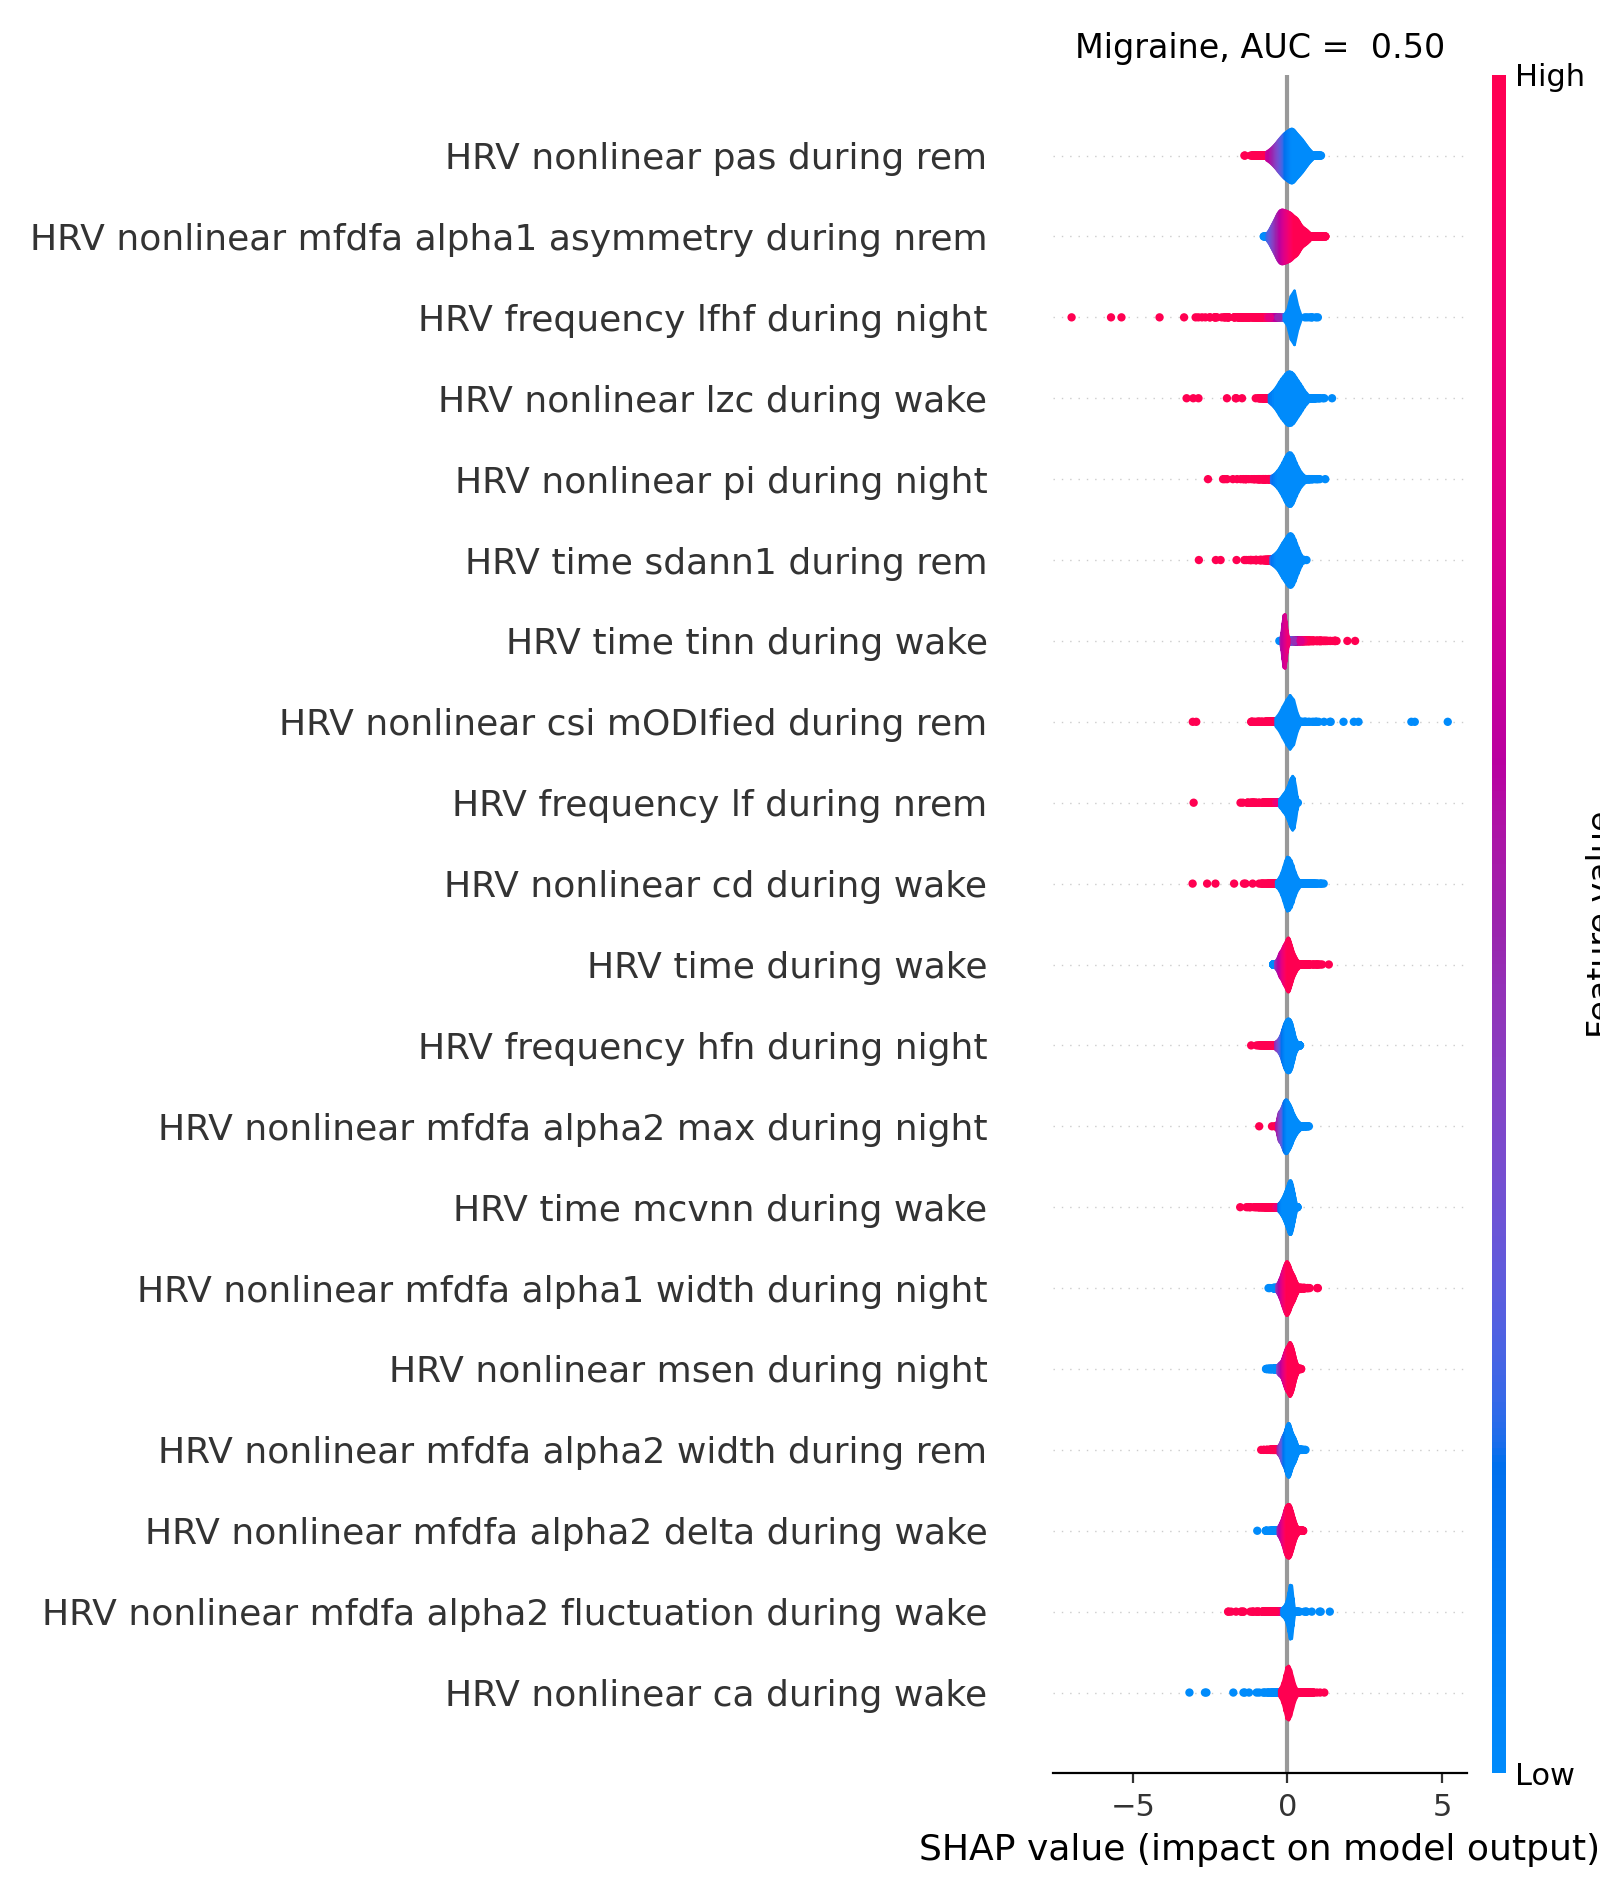 Migraine, AUC =  0.50
High
HRV nonlinear pas during rem
HRV nonlinear mfdfa alpha1 asymmetry during nrem
HRV frequency lfhf during night
HRV nonlinear lzc during wake
HRV nonlinear pi during night
HRV time sdann1 during rem
HRV time tinn during wake
HRV nonlinear csi mODIfied during rem
HRV frequency lf during nrem
HRV nonlinear cd during wake
HRV time during wake
HRV frequency hfn during night
HRV nonlinear mfdfa alpha2 max during night
HRV time mcvnn during wake
HRV nonlinear mfdfa alpha1 width during night
HRV nonlinear msen during night
HRV nonlinear mfdfa alpha2 width during rem
HRV nonlinear mfdfa alpha2 delta during wake
HRV nonlinear mfdfa alpha2 fluctuation during wake
HRV nonlinear ca during wake
Feature value
Low
−5 0 5
SHAP value (impact on model output)